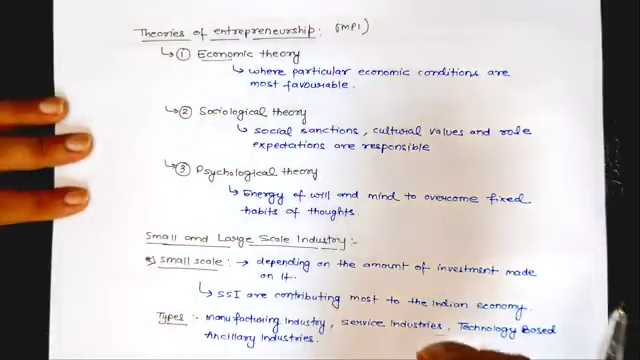 Theories of entrepreneurship: (IMP1)
↳ ① Economic theory
↳ where particular economic conditions are
most favourable.
↳ ② Sociological theory
↳ social sanctions, cultural values and role
expedations are responsible
↳ ③ Psychological theory
↳ Energy of will and mind to overcome fixed
habits of thoughts.
Small and Large Scale Industry:-
*) small scale: → depending on the amount of investment made
on it.
↳ SSI are contributing most to the Indian economy.
Types :- manufacturing industry, service industries, Technology Based
Ancillary industries.